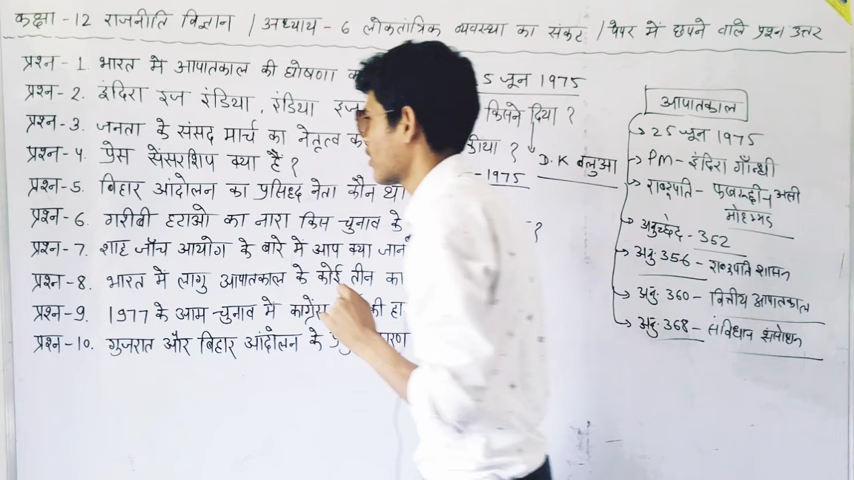 कक्षा -12 राजनीति विज्ञान / अध्याय - 6 लोकतांत्रिक व्यवस्था का संकट / पेपर में छपने वाले प्रश्न उत्तर
प्रश्न - 1. भारत मे आपातकाल की घोषणा क 5 जून 1975
प्रश्न - 2. इंदिरा इज इंडिया, इंडिया इज किसने दिया ?
D.K बलुआ
प्रश्न - 3. जनता के संसद मार्च का नेतृत्व क कीया ?
- 1975
प्रश्न - 4. प्रेस सेंसरशिप क्या है ?
प्रश्न - 5. बिहार आंदोलन का प्रसिध्द नेता कौन था
प्रश्न - 6. गरीबी हटाओ का नारा किस चुनाव के ?
प्रश्न - 7. शाह जाँच आयोग के बारे मे आप क्या जान
प्रश्न - 8. भारत में लागु आपातकाल के कोई तीन का
प्रश्न - 9. 1977 के आम चुनाव मे कांग्रेस की हा
प्रश्न - 10. गुजरात और बिहार आंदोलन के
आपातकाल
25 जून 1975
PM - इंदिरा गाँन्धी
राष्ट्रपति - फखरुद्दीन अली
मोहम्मद
अनुच्छेद - 352
अनु. 356 - राष्ट्रपति शासन
अनु. 360 - वित्तीय आपातकाल
अनु. 368 - संविधान संसोधन